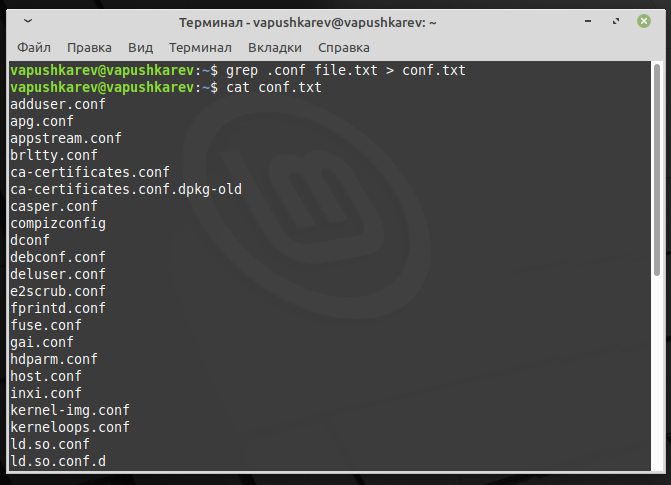 Терминал - vapushkarev@vapushkarev: ~
Файл Правка Вид Терминал Вкладки Справка
vapushkarev@vapushkarev:~$ grep .conf file.txt > conf.txt
vapushkarev@vapushkarev:~$ cat conf.txt
adduser.conf
apg.conf
appstream.conf
brltty.conf
ca-certificates.conf
ca-certificates.conf.dpkg-old
casper.conf
compizconfig
dconf
debconf.conf
deluser.conf
e2scrub.conf
fprintd.conf
fuse.conf
gai.conf
hdparm.conf
host.conf
inxi.conf
kernel-img.conf
kerneloops.conf
ld.so.conf
ld.so.conf.d